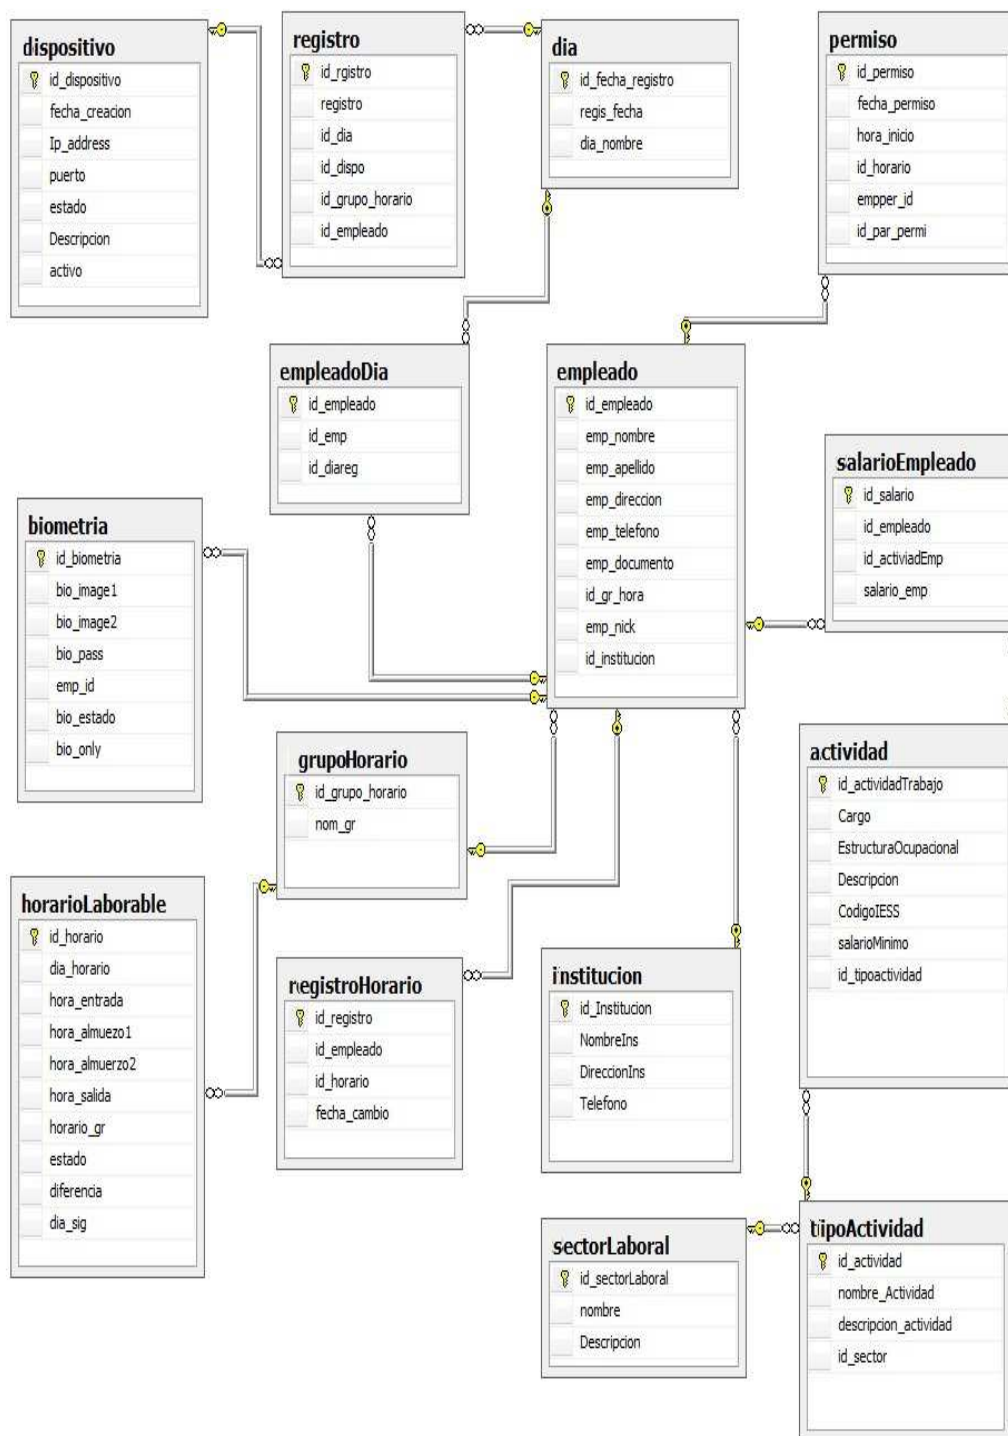 dispositivo
id_dispositivo
fecha_creacion
Ip_address
puerto
estado
Descripcion
activo
registro
id_rgistro
registro
id_dia
id_dispo
id_grupo_horario
id_empleado
dia
id_fecha_registro
regis_fecha
dia_nombre
permiso
id_permiso
fecha_permiso
hora_inicio
id_horario
empper_id
id_par_permi
empleadoDia
id_empleado
id_emp
id_diareg
empleado
id_empleado
emp_nombre
emp_apellido
emp_direccion
emp_telefono
emp_documento
id_gr_hora
emp_nick
id_institucion
salarioEmpleado
id_salario
id_empleado
id_activiadEmp
salario_emp
biometria
id_biometria
bio_image1
bio_image2
bio_pass
emp_id
bio_estado
bio_only
grupoHorario
id_grupo_horario
nom_gr
actividad
id_actividadTrabajo
Cargo
EstructuraOcupacional
Descripcion
CodigoIESS
salarioMinimo
id_tipoactividad
horarioLaborable
id_horario
dia_horario
hora_entrada
hora_almuezo1
hora_almuerzo2
hora_salida
horario_gr
estado
diferencia
dia_sig
registroHorario
id_registro
id_empleado
id_horario
fecha_cambio
institucion
id_Institucion
NombreIns
DireccionIns
Telefono
sectorLaboral
id_sectorLaboral
nombre
Descripcion
tipoActividad
id_actividad
nombre_Actividad
descripcion_actividad
id_sector